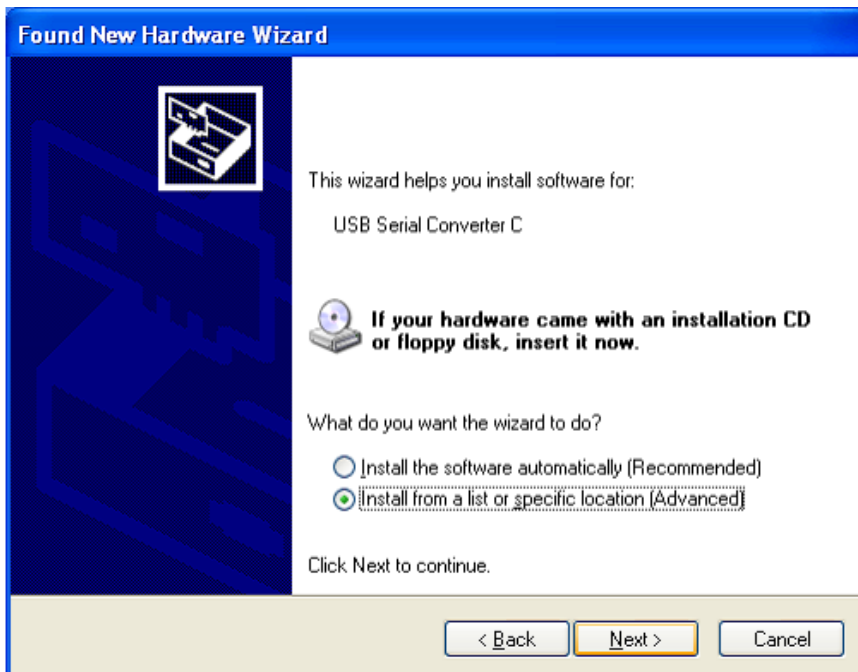 Found New Hardware Wizard
This wizard helps you install software for:
USB Serial Converter C
If your hardware came with an installation CD
or floppy disk, insert it now.
What do you want the wizard to do?
Install the software automatically (Recommended)
Install from a list or specific location (Advanced)
Click Next to continue.
< Back Next > Cancel